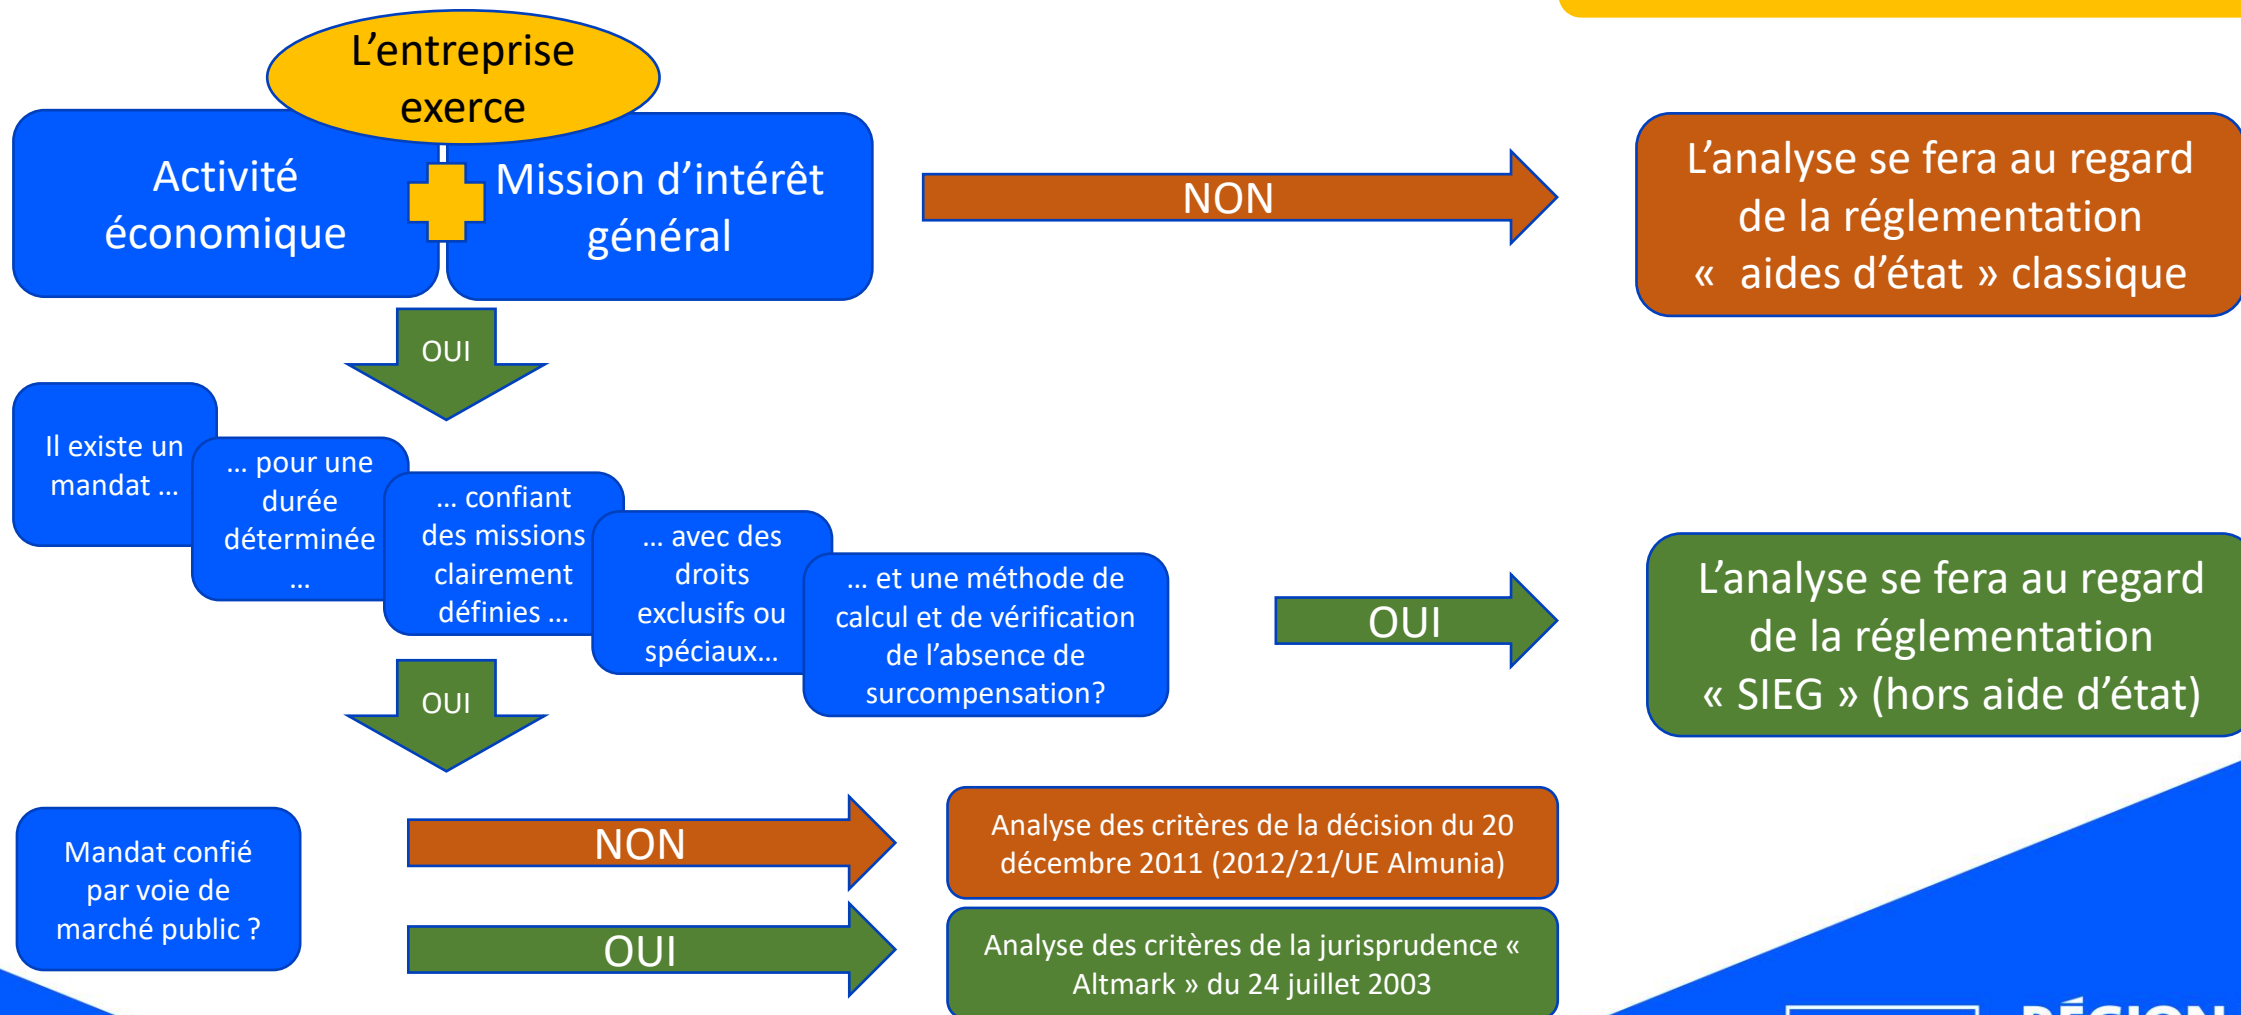 L’entreprise
exerce
Activité
économique
Mission d’intérêt
général
NON
L’analyse se fera au regard
de la réglementation
«  aides d’état » classique
OUI
Il existe un
mandat …
… pour une
durée
déterminée
…
… confiant
des missions
clairement
définies …
… avec des
droits
exclusifs ou
spéciaux…
… et une méthode de
calcul et de vérification
de l’absence de
surcompensation?
OUI
L’analyse se fera au regard
de la réglementation
« SIEG » (hors aide d’état)
OUI
Mandat confié
par voie de
marché public ?
NON
Analyse des critères de la décision du 20
décembre 2011 (2012/21/UE Almunia)
OUI
Analyse des critères de la jurisprudence «
Altmark » du 24 juillet 2003
RÉGION